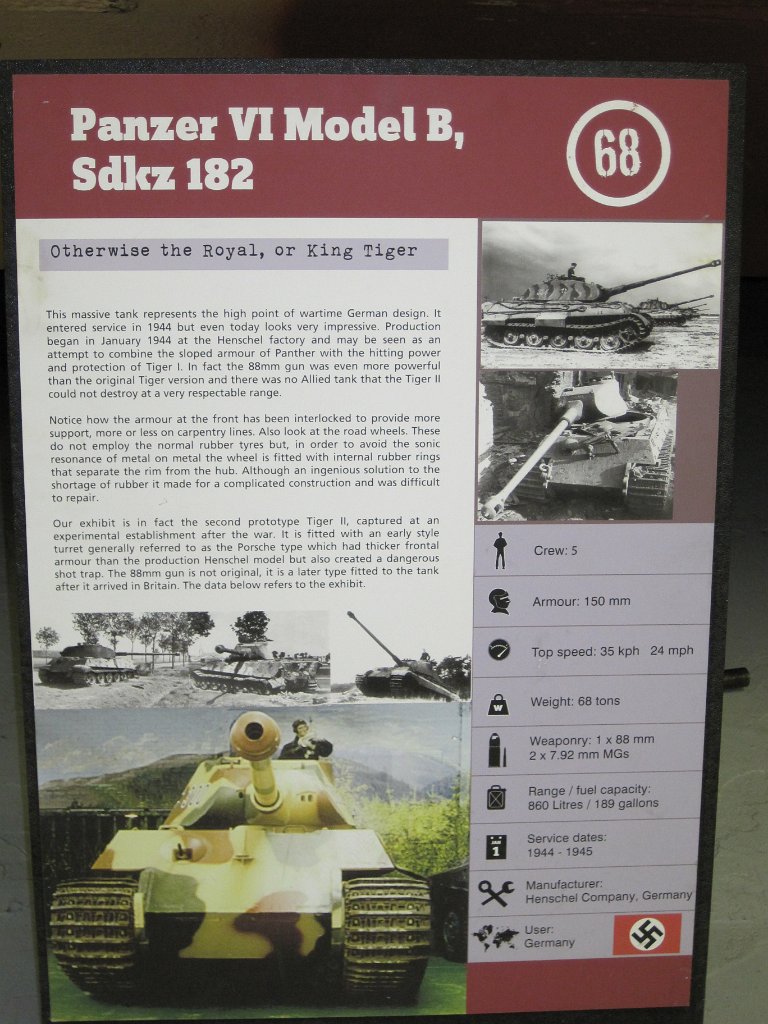 Panzer VI Model B,
Sdkz 182
68
Otherwise the Royal, or King Tiger
This massive tank represents the high point of wartime German design. It
entered service in 1944 but even today looks very impressive. Production
began in January 1944 at the Henschel factory and may be seen as an
attempt to combine the sloped armour of Panther with the hitting power
and protection of Tiger I. In fact the 88mm gun was even more powerful
than the original Tiger version and there was no Allied tank that the Tiger II
could not destroy at a very respectable range.
Notice how the armour at the front has been interlocked to provide more
support, more or less on carpentry lines. Also look at the road wheels. These
do not employ the normal rubber tyres but, in order to avoid the sonic
resonance of metal on metal the wheel is fitted with internal rubber rings
that separate the rim from the hub. Although an ingenious solution to the
shortage of rubber it made for a complicated construction and was difficult
to repair.
Our exhibit is in fact the second prototype Tiger II, captured at an
experimental establishment after the war. It is fitted with an early style
turret generally referred to as the Porsche type which had thicker frontal
armour than the production Henschel model but also created a dangerous
shot trap. The 88mm gun is not original, it is a later type fitted to the tank
after it arrived in Britain. The data below refers to the exhibit.
Crew: 5
Armour: 150 mm
Top speed: 35 kph 24 mph
W
Weight: 68 tons
Weaponry: 1 x 88 mm
2 x 7.92 mm MGs
Range / fuel capacity:
860 Litres / 189 gallons
1
Service dates:
1944 - 1945
Manufacturer:
Henschel Company, Germany
User:
Germany